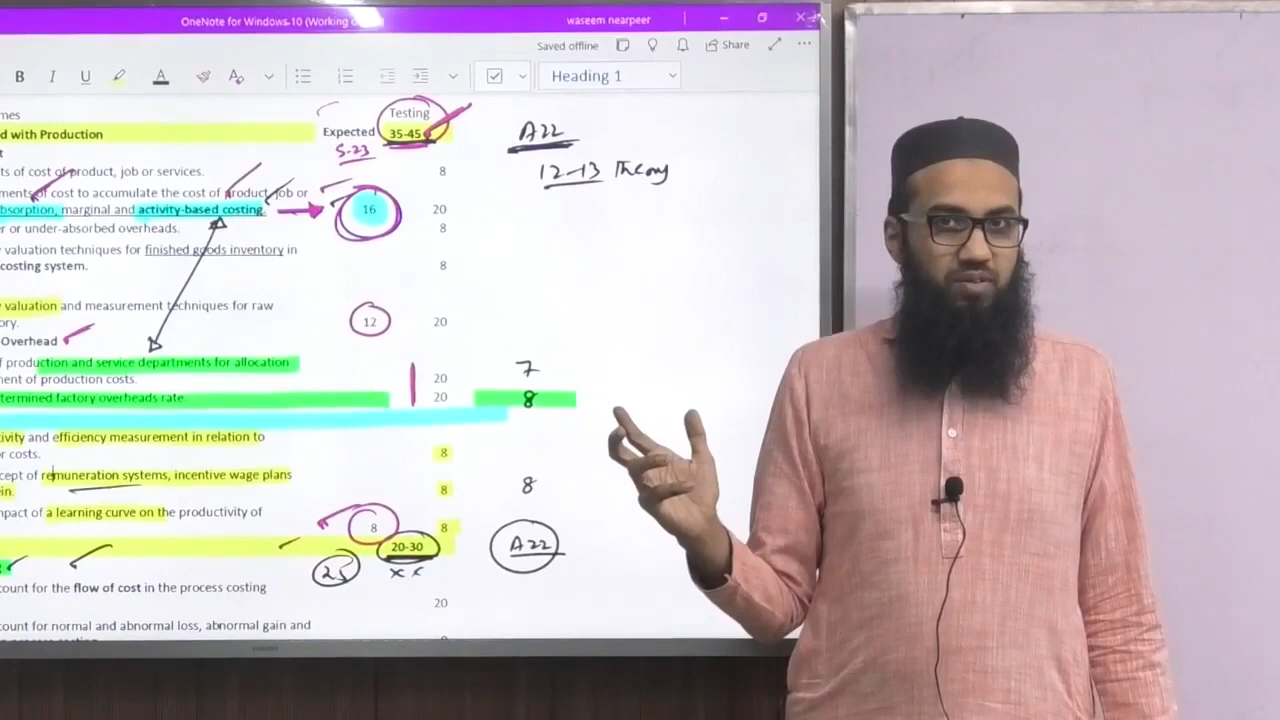 OneNote for Windows 10 (Working o
waseem nearpeer
Saved offline
Share
B I U A
Heading 1
mes
Testing
d with Production
Expected 35-45
A22
t
S-23
ts of cost of product, job or services.
8
12-13 Theory
ments of cost to accumulate the cost of product, job or
bsorption, marginal and activity-based costing.
16
20
r or under-absorbed overheads.
8
valuation techniques for finished goods inventory in
costing system.
8
valuation and measurement techniques for raw
ory.
12
20
Overhead
f production and service departments for allocation
7
ment of production costs.
20
termined factory overheads rate.
20
8
tivity and efficiency measurement in relation to
r costs.
8
cept of remuneration systems, incentive wage plans
in.
8
8
mpact of a learning curve on the productivity of
8
8
20-30
A22
25
x x
count for the flow of cost in the process costing
20
count for normal and abnormal loss, abnormal gain and